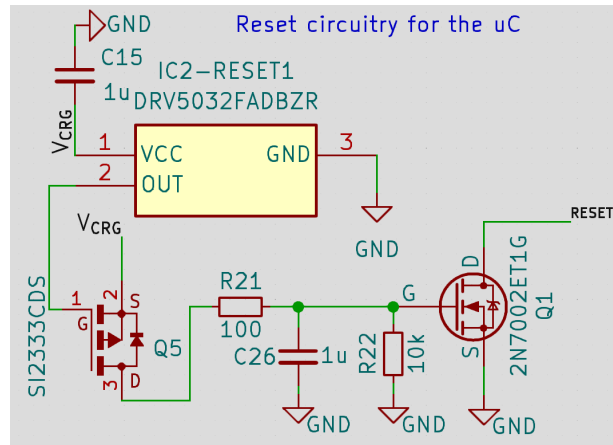 Reset circuitry for the uC
GND
C15
1u
VCRG
IC2-RESET1
DRV5032FADBZR
1
VCC
GND
3
2
OUT
GND
VCRG
RESET
SI2333CDS
1
2
S
G
Q5
3
D
R21
100
C26
1u
R22
10k
G
D
S
2N7002ET1G
Q1
GND
GND
GND